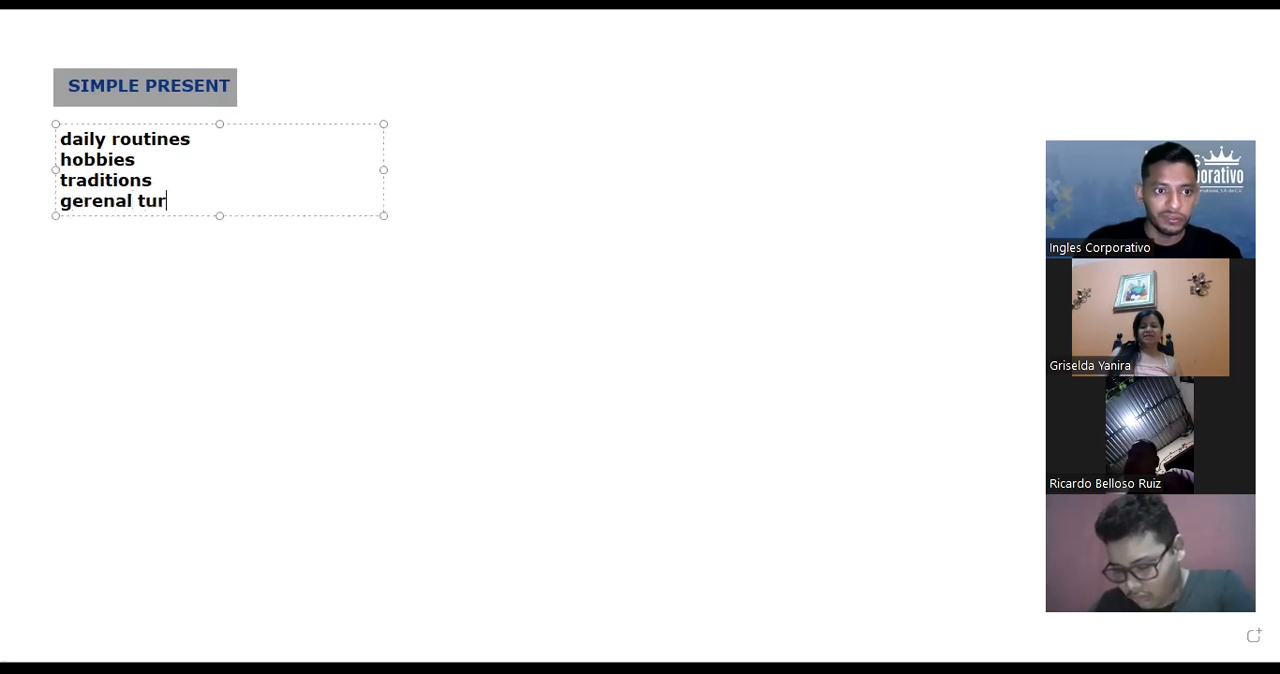 SIMPLE PRESENT
daily routines
hobbies
traditions
gerenal tur
Ingles Corporativo
Griselda Yanira
Ricardo Belloso Ruiz